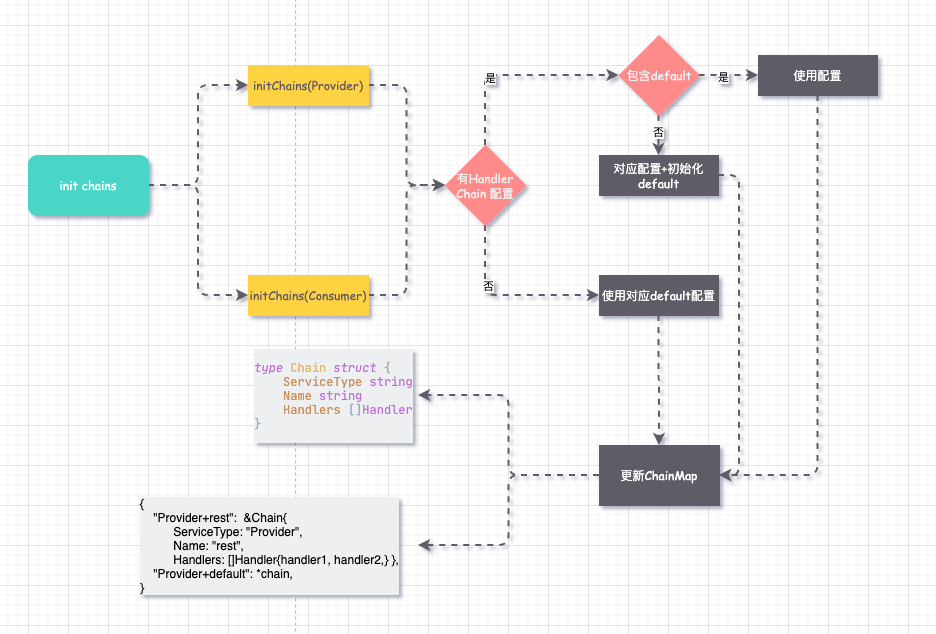 init chains
initChains(Provider)
initChains(Consumer)
有Handler
Chain 配置
是
包含default
是
使用配置
否
对应配置+初始化
default
否
使用对应default配置
更新ChainMap
type Chain struct {
ServiceType string
Name string
Handlers []Handler
}
{
"Provider+rest": &Chain{
ServiceType: "Provider",
Name: "rest",
Handlers: []Handler{handler1, handler2,} },
"Provider+default": *chain,
}